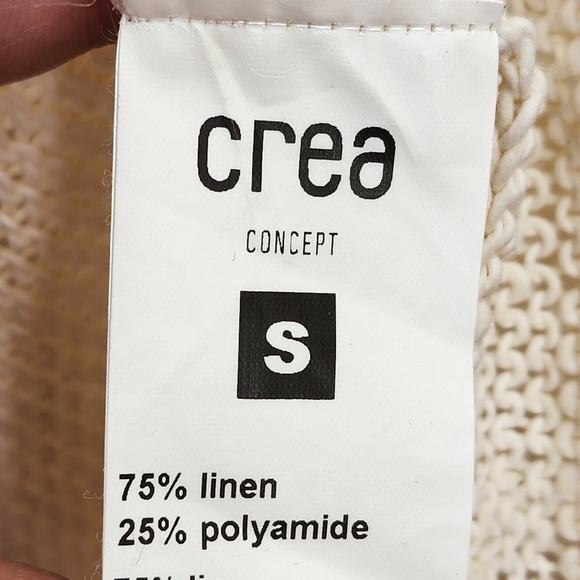 crea
CONCEPT
S
75% linen
25% polyamide